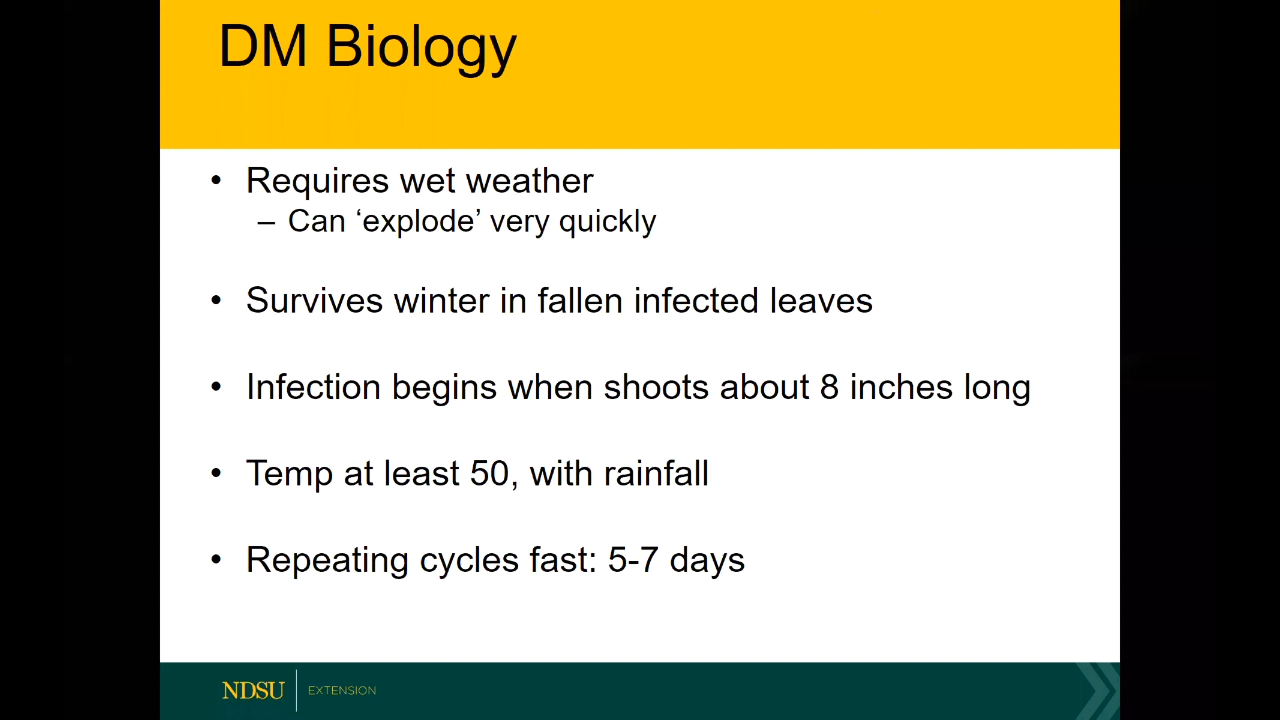 DM Biology
• Requires wet weather
– Can ‘explode’ very quickly
• Survives winter in fallen infected leaves
• Infection begins when shoots about 8 inches long
• Temp at least 50, with rainfall
• Repeating cycles fast: 5-7 days
NDSU EXTENSION